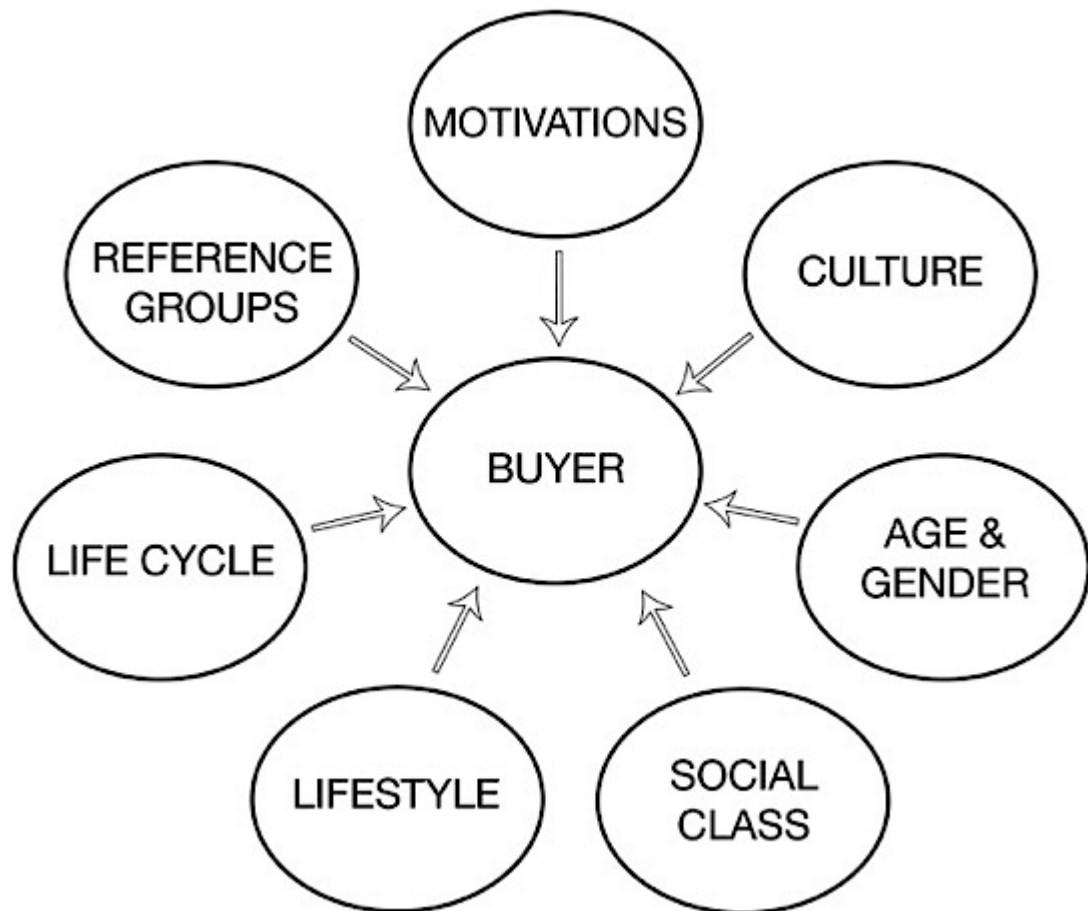 MOTIVATIONS
REFERENCE
GROUPS
CULTURE
BUYER
LIFE CYCLE
AGE &
GENDER
LIFESTYLE
SOCIAL
CLASS